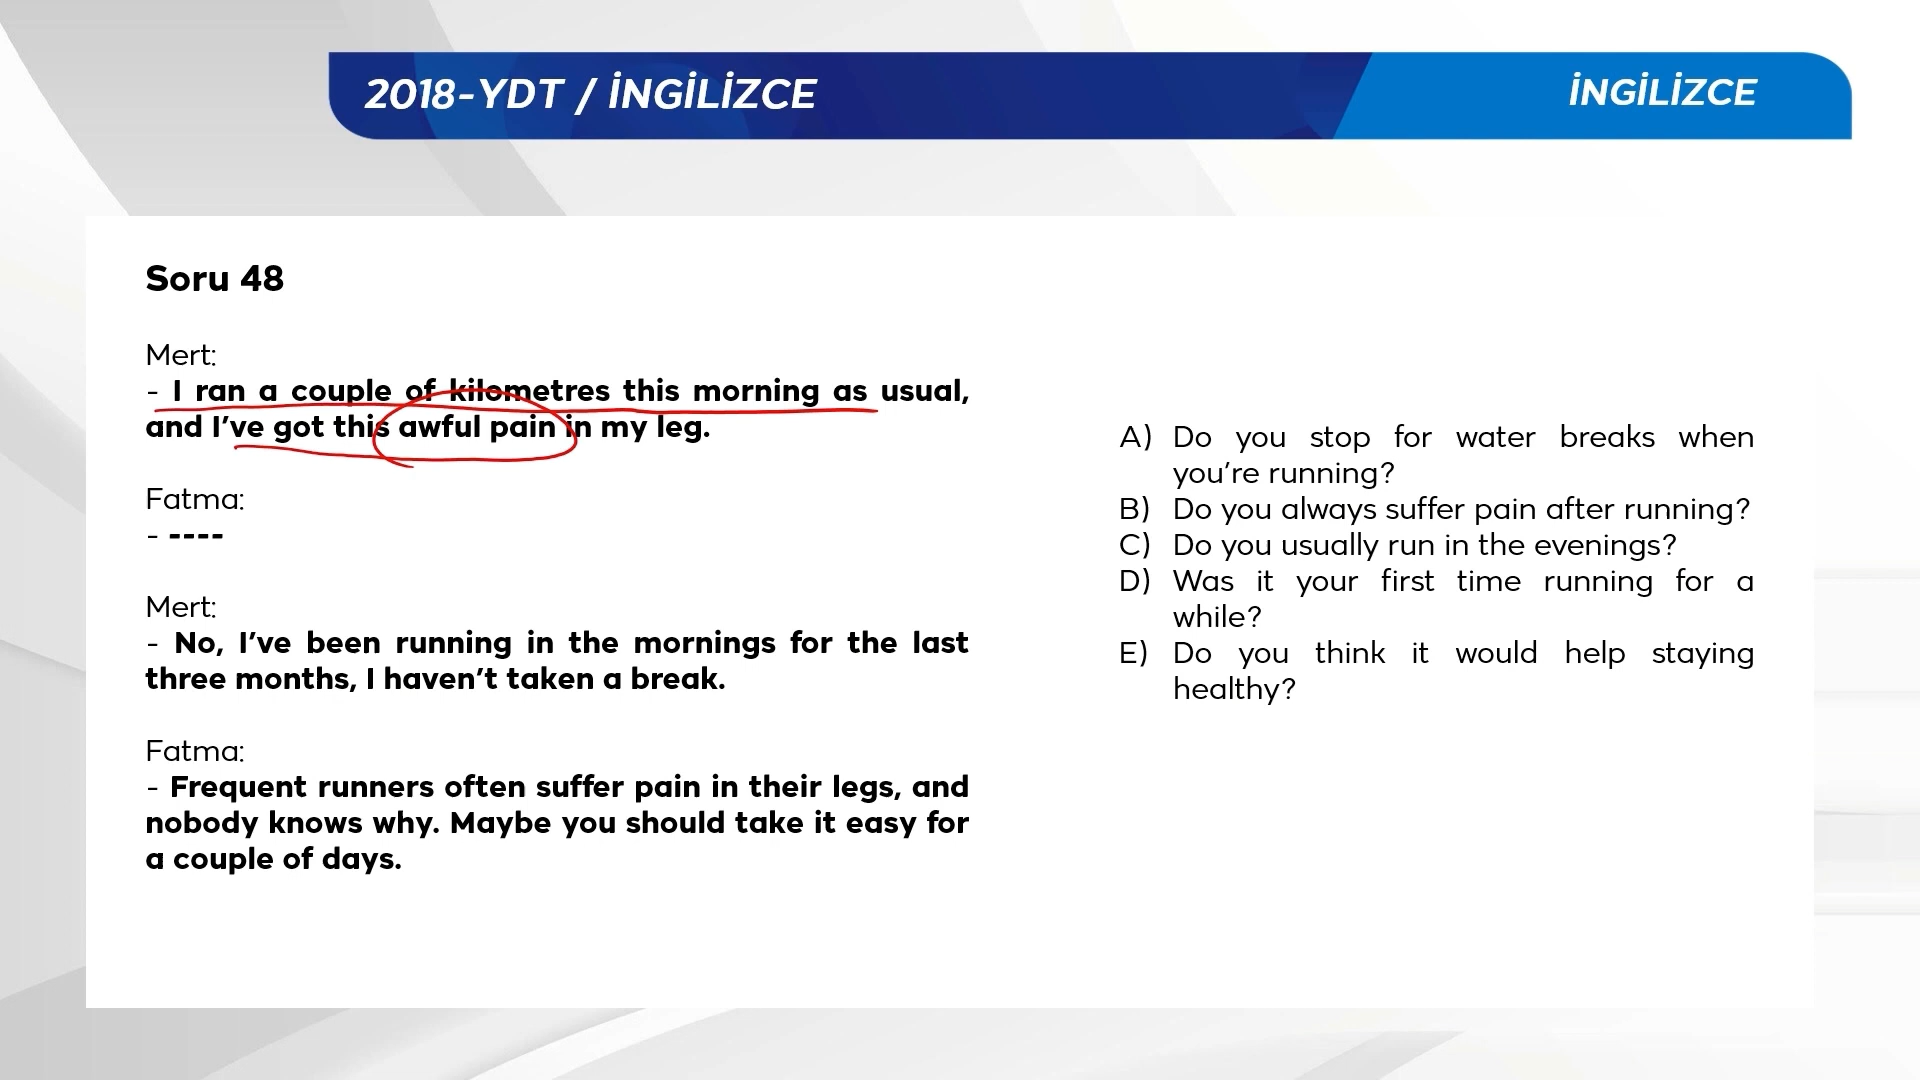 2018-YDT / İNGİLİZCE
İNGİLİZCE
Soru 48
Mert:
- I ran a couple of kilometres this morning as usual,
and I've got this awful pain in my leg.
Fatma:
- ----
Mert:
- No, I've been running in the mornings for the last
three months, I haven't taken a break.
Fatma:
- Frequent runners often suffer pain in their legs, and
nobody knows why. Maybe you should take it easy for
a couple of days.
A) Do you stop for water breaks when
you're running?
B) Do you always suffer pain after running?
C) Do you usually run in the evenings?
D) Was it your first time running for a
while?
E) Do you think it would help staying
healthy?